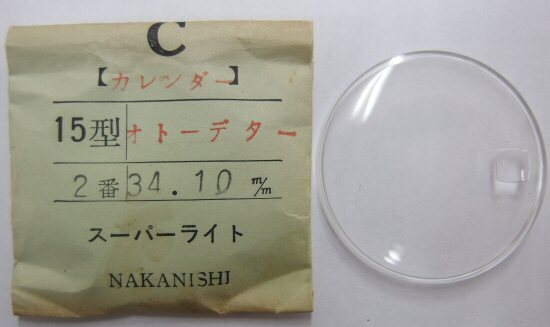 C
【カレンダー】
15型 オトーデター
2番 34.10 m/m
スーパーライト
NAKANISHI